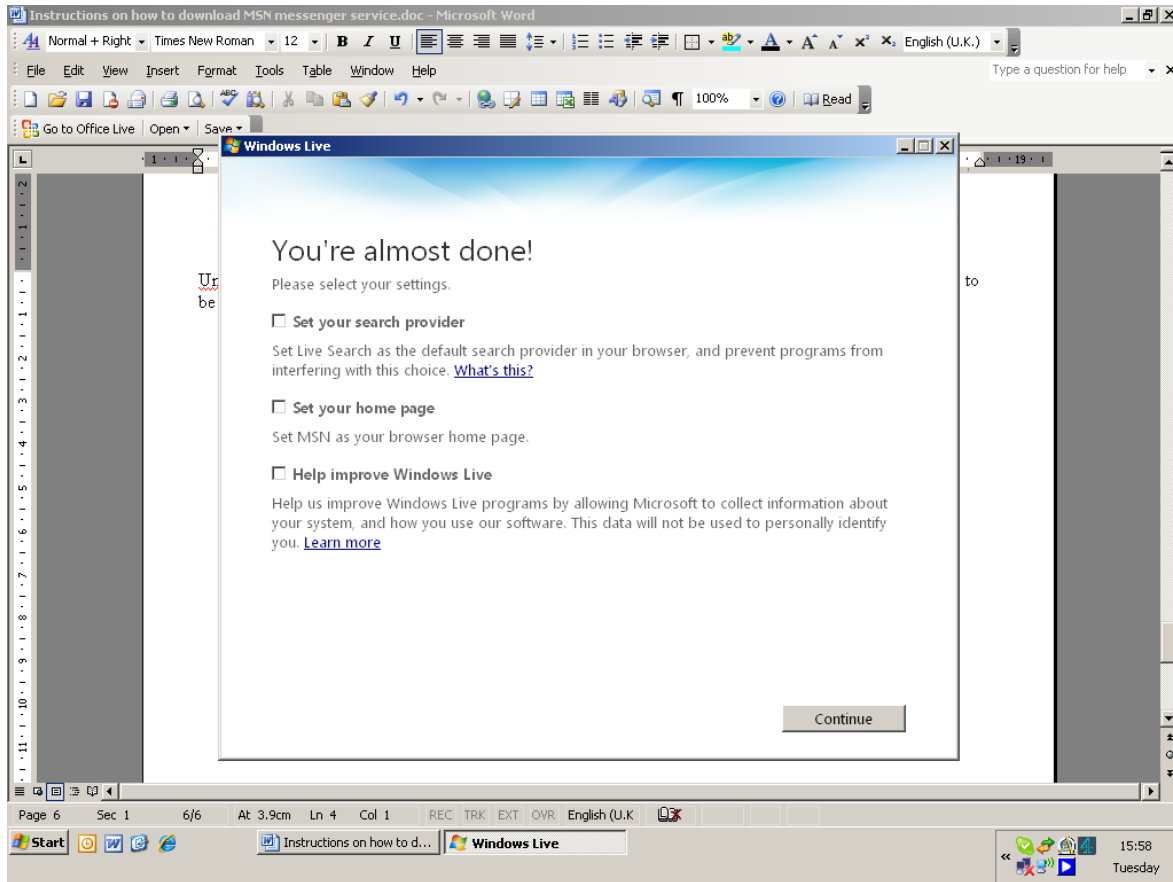 Instructions on how to download MSN messenger service.doc - Microsoft Word
Normal + Right Times New Roman 12 B I U English (U.K.)
File Edit View Insert Format Tools Table Window Help Type a question for help
100% Read
Go to Office Live Open Save
Windows Live
1 19
You're almost done!
Please select your settings.
Un to
be
Set your search provider
Set Live Search as the default search provider in your browser, and prevent programs from
interfering with this choice. What's this?
Set your home page
Set MSN as your browser home page.
Help improve Windows Live
Help us improve Windows Live programs by allowing Microsoft to collect information about
your system, and how you use our software. This data will not be used to personally identify
you. Learn more
Continue
Page 6 Sec 1 6/6 At 3.9cm Ln 4 Col 1 REC TRK EXT OVR English (U.K
Start Instructions on how to d... Windows Live 15:58
Tuesday